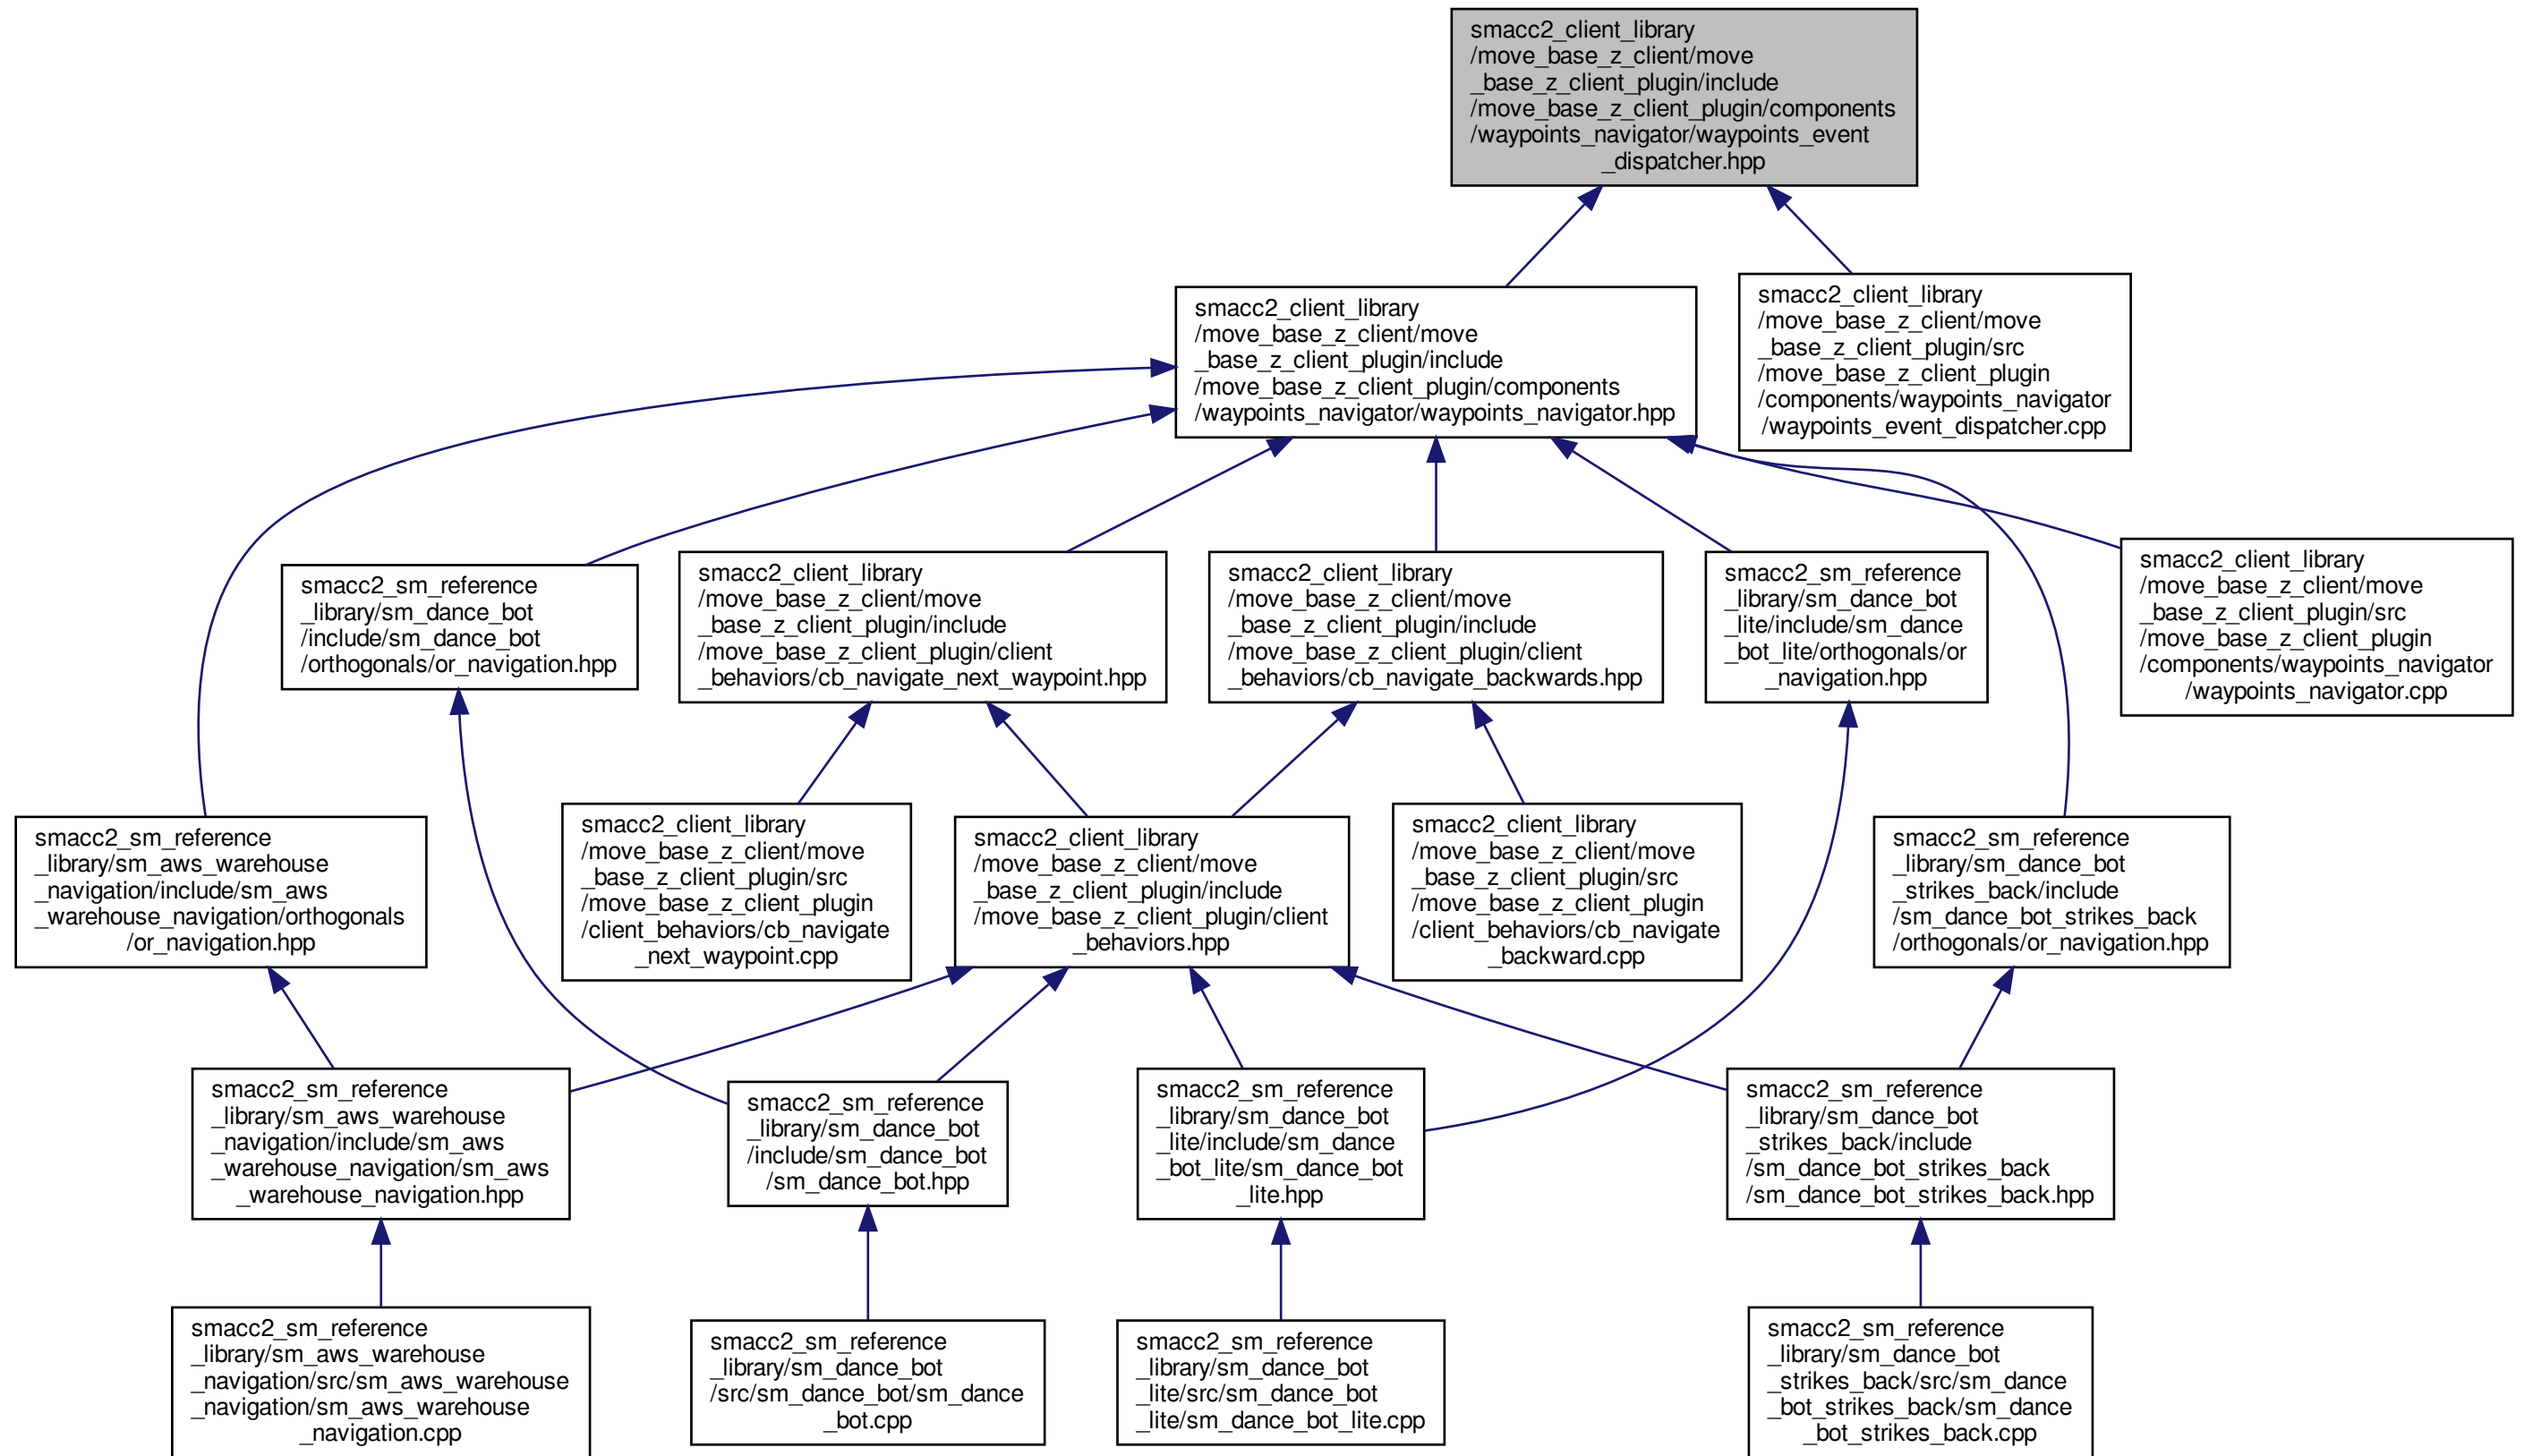 smacc2_client_library
/move_base_z_client/move
_base_z_client_plugin/include
/move_base_z_client_plugin/components
/waypoints_navigator/waypoints_event
_dispatcher.hpp
smacc2_client_library
/move_base_z_client/move
_base_z_client_plugin/include
/move_base_z_client_plugin/components
/waypoints_navigator/waypoints_navigator.hpp
smacc2_client_library
/move_base_z_client/move
_base_z_client_plugin/src
/move_base_z_client_plugin
/components/waypoints_navigator
/waypoints_event_dispatcher.cpp
smacc2_sm_reference
_library/sm_dance_bot
/include/sm_dance_bot
/orthogonals/or_navigation.hpp
smacc2_client_library
/move_base_z_client/move
_base_z_client_plugin/include
/move_base_z_client_plugin/client
_behaviors/cb_navigate_next_waypoint.hpp
smacc2_client_library
/move_base_z_client/move
_base_z_client_plugin/include
/move_base_z_client_plugin/client
_behaviors/cb_navigate_backwards.hpp
smacc2_sm_reference
_library/sm_dance_bot
_lite/include/sm_dance
_bot_lite/orthogonals/or
_navigation.hpp
smacc2_client_library
/move_base_z_client/move
_base_z_client_plugin/src
/move_base_z_client_plugin
/components/waypoints_navigator
/waypoints_navigator.cpp
smacc2_sm_reference
_library/sm_aws_warehouse
_navigation/include/sm_aws
_warehouse_navigation/orthogonals
/or_navigation.hpp
smacc2_client_library
/move_base_z_client/move
_base_z_client_plugin/src
/move_base_z_client_plugin
/client_behaviors/cb_navigate
_next_waypoint.cpp
smacc2_client_library
/move_base_z_client/move
_base_z_client_plugin/include
/move_base_z_client_plugin/client
_behaviors.hpp
smacc2_client_library
/move_base_z_client/move
_base_z_client_plugin/src
/move_base_z_client_plugin
/client_behaviors/cb_navigate
_backward.cpp
smacc2_sm_reference
_library/sm_dance_bot
_strikes_back/include
/sm_dance_bot_strikes_back
/orthogonals/or_navigation.hpp
smacc2_sm_reference
_library/sm_aws_warehouse
_navigation/include/sm_aws
_warehouse_navigation/sm_aws
_warehouse_navigation.hpp
smacc2_sm_reference
_library/sm_dance_bot
/include/sm_dance_bot
/sm_dance_bot.hpp
smacc2_sm_reference
_library/sm_dance_bot
_lite/include/sm_dance
_bot_lite/sm_dance_bot
_lite.hpp
smacc2_sm_reference
_library/sm_dance_bot
_strikes_back/include
/sm_dance_bot_strikes_back
/sm_dance_bot_strikes_back.hpp
smacc2_sm_reference
_library/sm_aws_warehouse
_navigation/src/sm_aws_warehouse
_navigation/sm_aws_warehouse
_navigation.cpp
smacc2_sm_reference
_library/sm_dance_bot
/src/sm_dance_bot/sm_dance
_bot.cpp
smacc2_sm_reference
_library/sm_dance_bot
_lite/src/sm_dance_bot
_lite/sm_dance_bot_lite.cpp
smacc2_sm_reference
_library/sm_dance_bot
_strikes_back/src/sm_dance
_bot_strikes_back/sm_dance
_bot_strikes_back.cpp